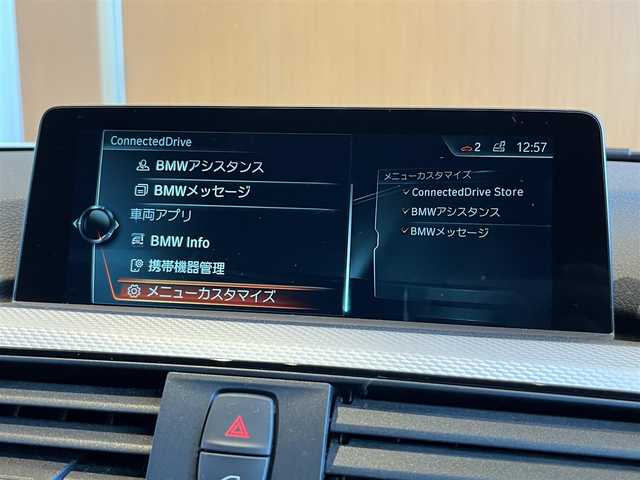 ConnectedDrive
2 12:57
BMWアシスタンス
BMWメッセージ
車両アプリ
BMW Info
携帯機器管理
メニューカスタマイズ
メニューカスタマイズ
ConnectedDrive Store
BMWアシスタンス
BMWメッセージ